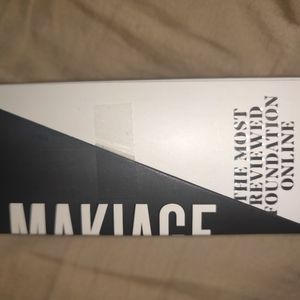 THE MOST
REVIEWED
FOUNDATION
ONLINE
MAKIAGE